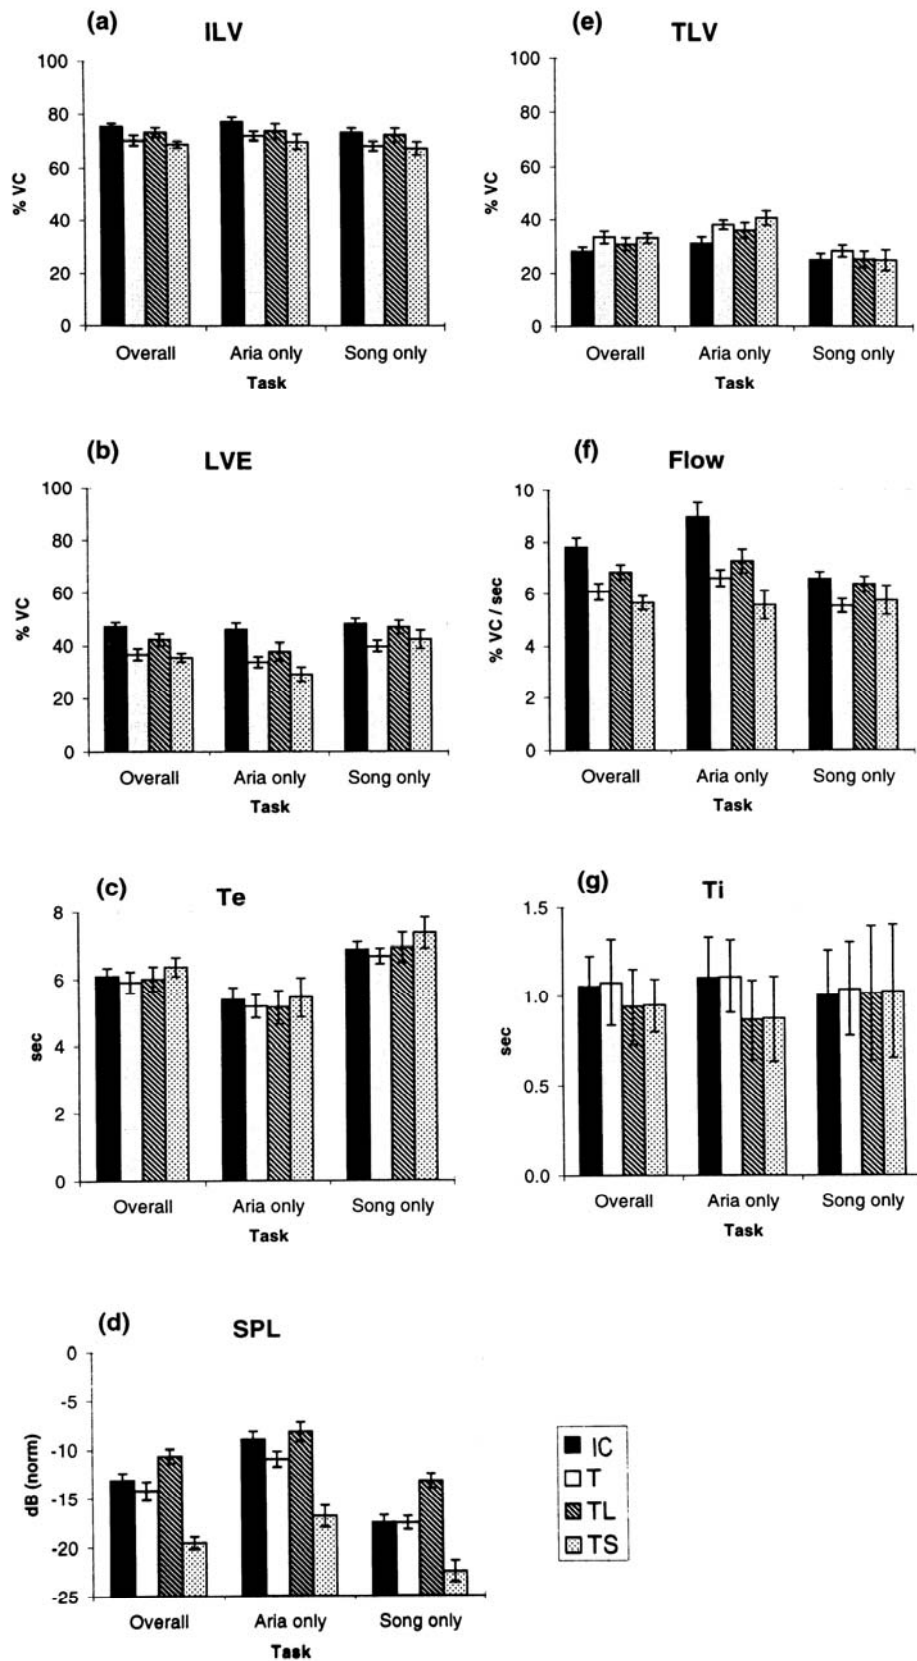 (a)
ILV
100
80
60
40
20
0
% VC
Overall Aria only Song only
Task
(e)
TLV
100
80
60
40
20
0
% VC
Overall Aria only Song only
Task
(b)
LVE
100
80
60
40
20
0
% VC
Overall Aria only Song only
Task
(f)
Flow
10
8
6
4
2
0
% VC / sec
Overall Aria only Song only
Task
(c)
Te
8
6
4
2
0
sec
Overall Aria only Song only
Task
(g)
Ti
1.5
1.0
0.5
0.0
sec
Overall Aria only Song only
Task
(d)
SPL
0
-5
-10
-15
-20
-25
dB (norm)
Overall Aria only Song only
Task
IC
T
TL
TS